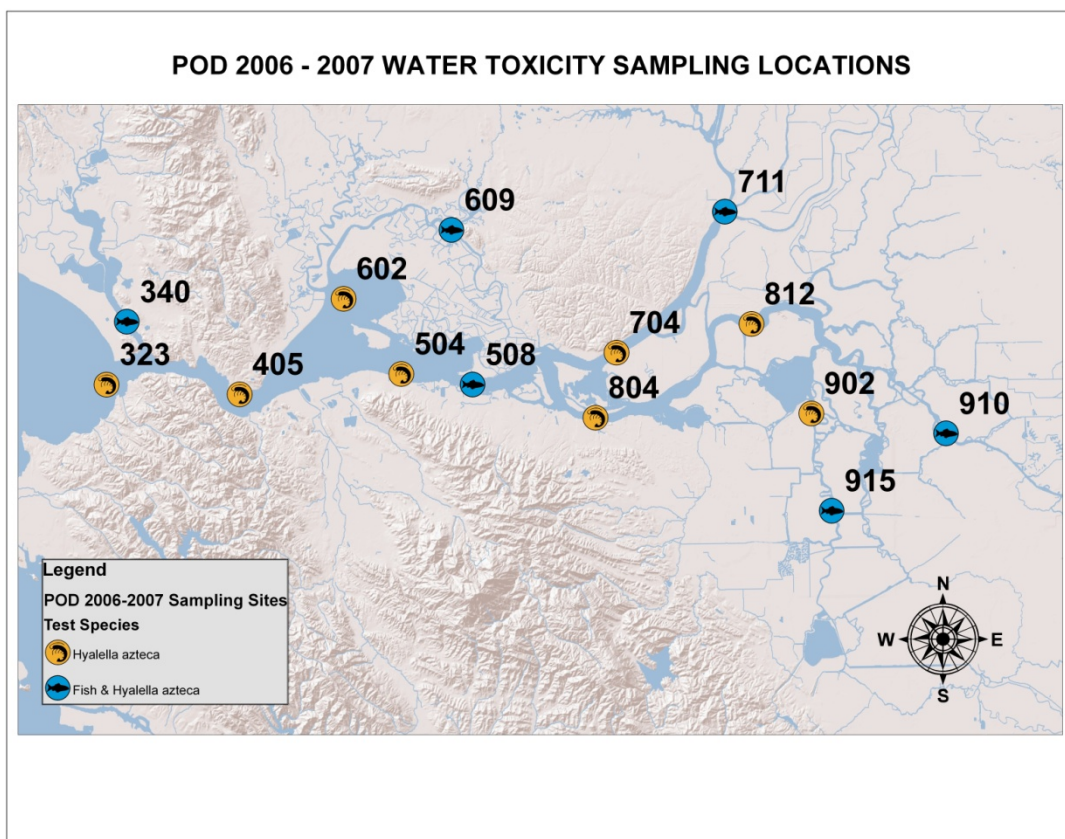 POD 2006 - 2007 WATER TOXICITY SAMPLING LOCATIONS
711
609
602
340
812
704
323
405
504
508
804
902
910
915
Legend
POD 2006-2007 Sampling Sites
Test Species
Hyalella azteca
Fish & Hyalella azteca
N
W
E
S